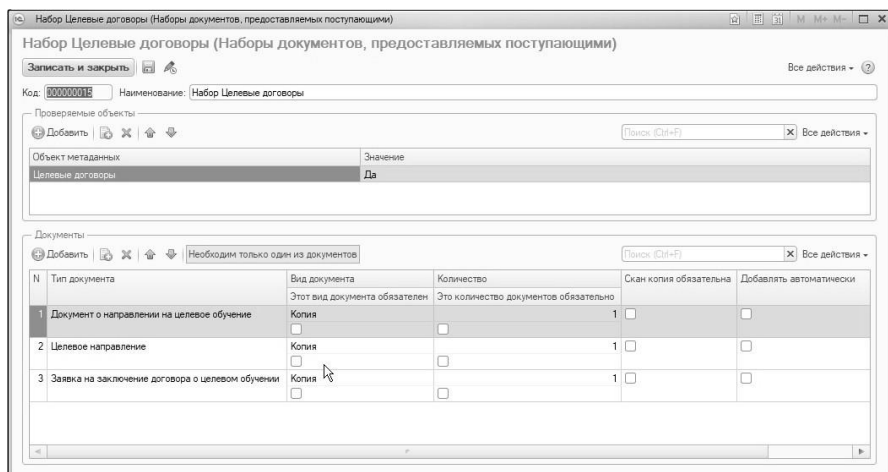 Набор Целевые договоры (Наборы документов, предоставляемых поступающими)
M M+ M-
Набор Целевые договоры (Наборы документов, предоставляемых поступающими)
Записать и закрыть
Все действия
Код: 000000015 Наименование: Набор Целевые договоры
Проверяемые объекты
Добавить Поиск (Ctrl+F) Все действия
Объект метаданных Значение
Целевые договоры Да
Документы
Добавить Необходим только один из документов Поиск (Ctrl+F) Все действия
N Тип документа Вид документа Количество Скан копия обязательна Добавлять автоматически
Этот вид документа обязателен Это количество документов обязательно
1 Документ о направлении на целевое обучение Копия 1
2 Целевое направление Копия 1
3 Заявка на заключение договора о целевом обучении Копия 1